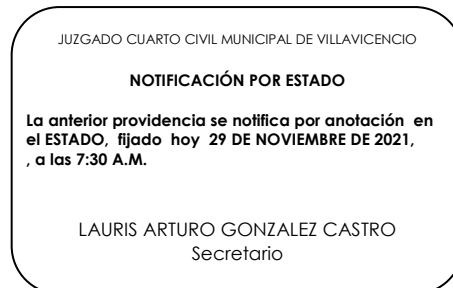 JUZGADO CUARTO CIVIL MUNICIPAL DE VILLAVICENCIO
NOTIFICACIÓN POR ESTADO
La anterior providencia se notifica por anotación en
el ESTADO, fijado hoy 29 DE NOVIEMBRE DE 2021,
, a las 7:30 A.M.
LAURIS ARTURO GONZALEZ CASTRO
Secretario